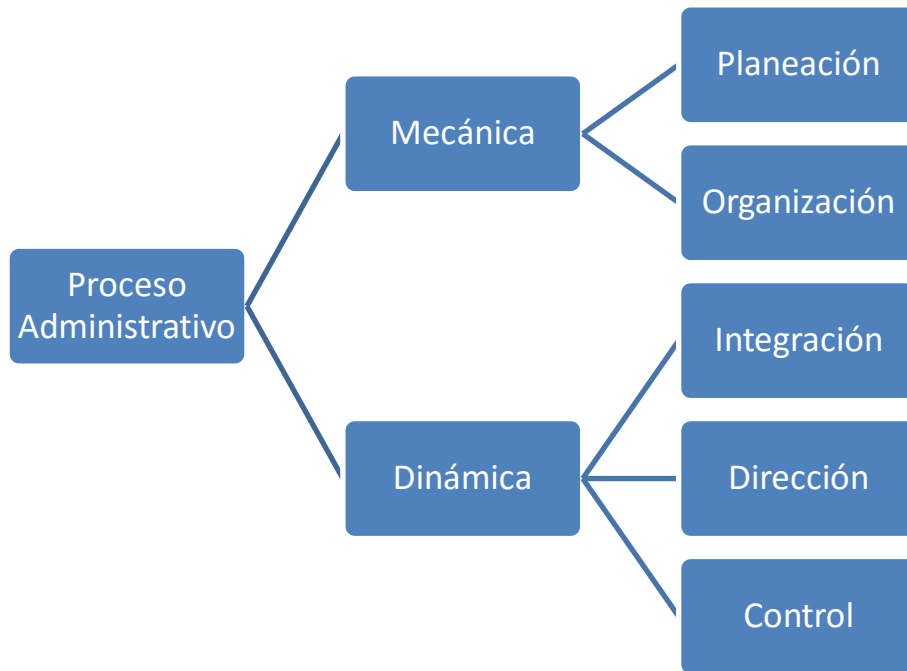 Proceso
Administrativo
Mecánica
Planeación
Organización
Dinámica
Integración
Dirección
Control